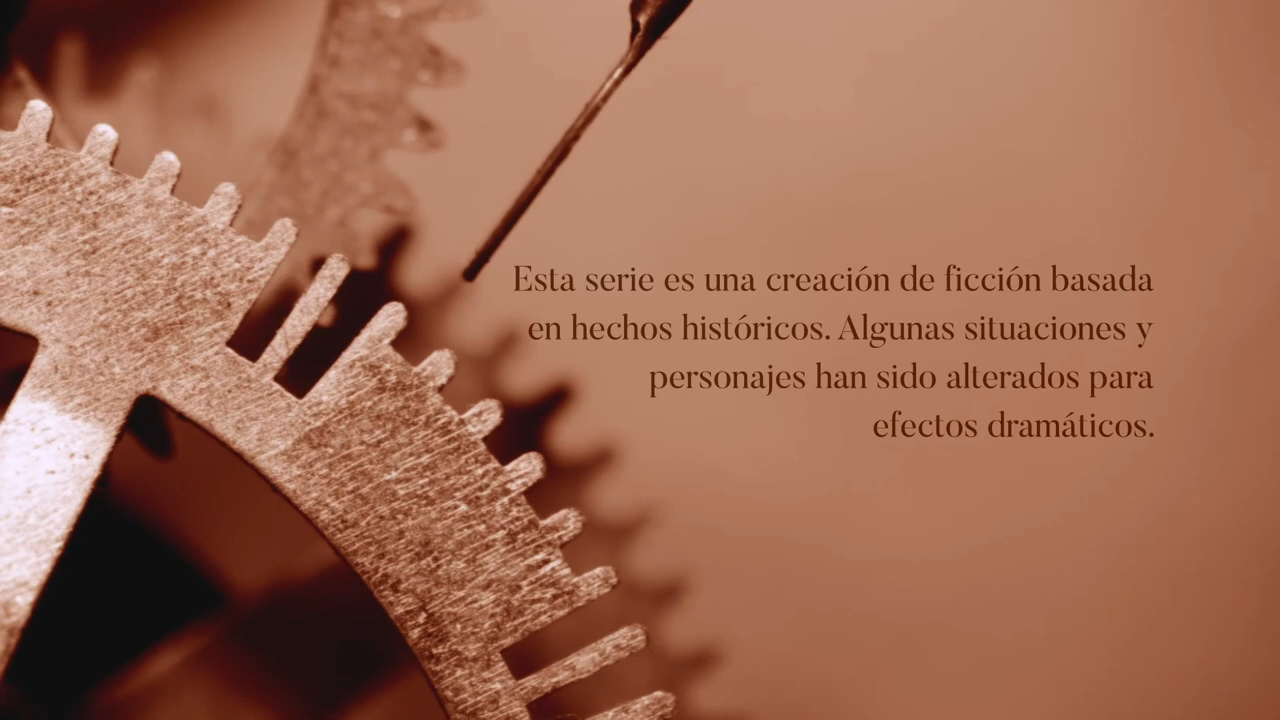 Esta serie es una creación de ficción basada
en hechos históricos. Algunas situaciones y
personajes han sido alterados para
efectos dramáticos.